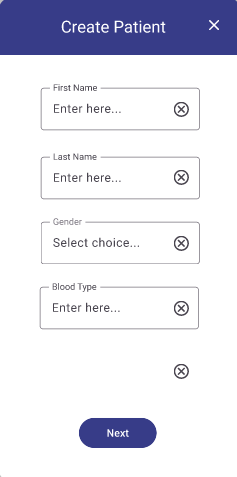 Create Patient
First Name
Enter here...
Last Name
Enter here...
Gender
Select choice...
Blood Type
Enter here...
Next